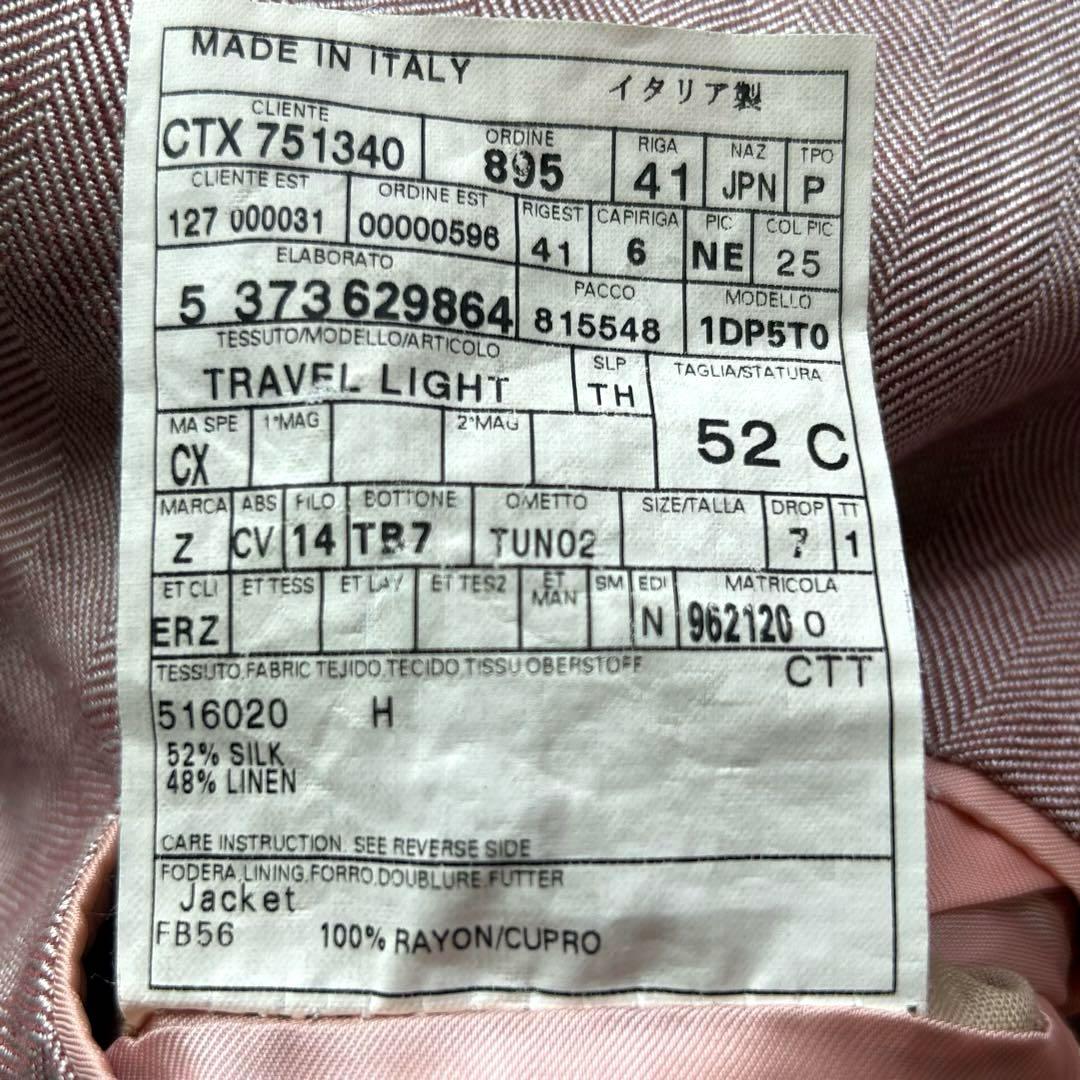 MADE IN ITALY イタリア製
CLIENTE ORDINE RIGA NAZ TPO
CTX 751340 895 41 JPN P
CLIENTE EST ORDINE EST RIGEST CAPIRIGA PIC COL PIC
127 000031 00000596 41 6 NE 25
ELABORATO PACCO MODELLO
5 373629864 815548 1DP5T0
TESSUTO/MODELLO/ARTICOLO SLP TAGLIA/STATURA
TRAVEL LIGHT TH 52 C
MA SPE 1°MAG 2°MAG
CX
MARCA ABS FILO BOTTONE OMETTO SIZE/TALLA DROP TT
Z CV 14 TB7 TUN02 7 1
ET CLI ET TESS ET LAV ET TES2 ET MAN SM EDI MATRICOLA
ERZ N 962120 0
TESSUTO,FABRIC TEJIDO,TECIDO,TISSU OBERSTOFF CTT
516020 H
52% SILK
48% LINEN
CARE INSTRUCTION: SEE REVERSE SIDE
FODERA,LINING,FORRO,DOUBLURE,FUTTER
Jacket
FB56 100% RAYON/CUPRO